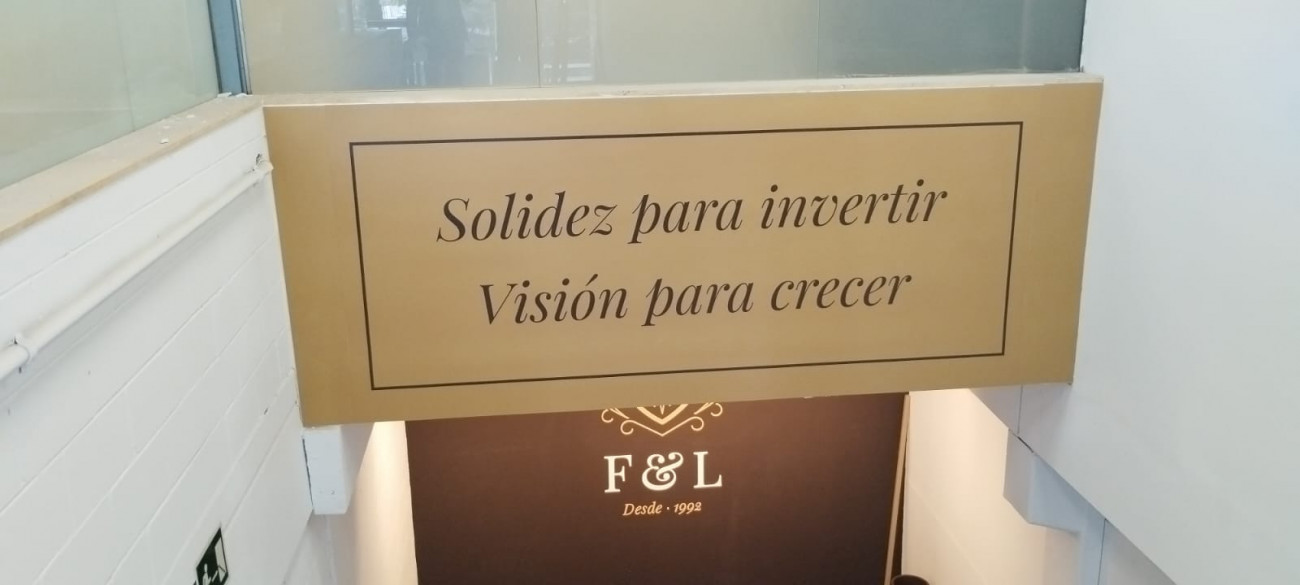 Solidez para invertir
Visión para crecer
F & L
Desde · 1992